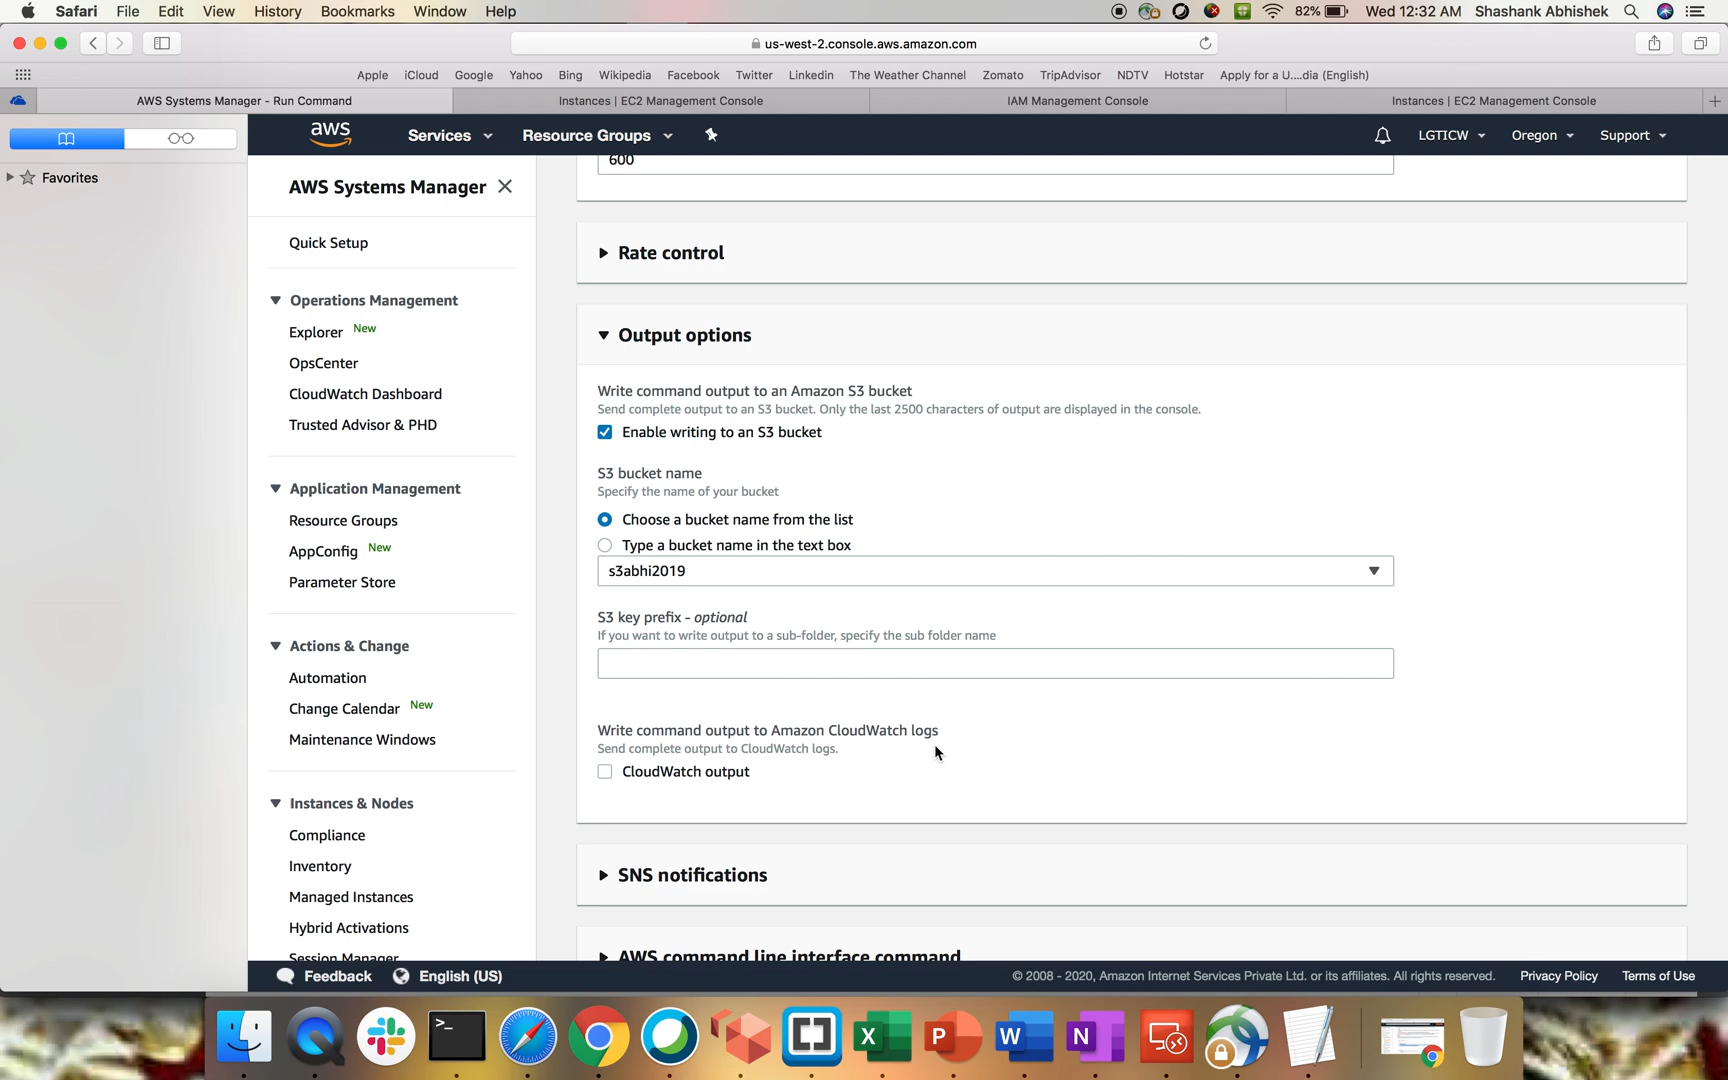 Safari File Edit View History Bookmarks Window Help 82% Wed 12:32 AM Shashank Abhishek
us-west-2.console.aws.amazon.com
Apple iCloud Google Yahoo Bing Wikipedia Facebook Twitter Linkedin The Weather Channel Zomato TripAdvisor NDTV Hotstar Apply for a U....dia (English)
AWS Systems Manager - Run Command Instances | EC2 Management Console IAM Management Console Instances | EC2 Management Console
aws Services Resource Groups LGTICW Oregon Support
Favorites
AWS Systems Manager
Quick Setup
Operations Management
Explorer New
OpsCenter
CloudWatch Dashboard
Trusted Advisor & PHD
Application Management
Resource Groups
AppConfig New
Parameter Store
Actions & Change
Automation
Change Calendar New
Maintenance Windows
Instances & Nodes
Compliance
Inventory
Managed Instances
Hybrid Activations
Session Manager
600
Rate control
Output options
Write command output to an Amazon S3 bucket
Send complete output to an S3 bucket. Only the last 2500 characters of output are displayed in the console.
Enable writing to an S3 bucket
S3 bucket name
Specify the name of your bucket
Choose a bucket name from the list
Type a bucket name in the text box
s3abhi2019
S3 key prefix - optional
If you want to write output to a sub-folder, specify the sub folder name
Write command output to Amazon CloudWatch logs
Send complete output to CloudWatch logs.
CloudWatch output
SNS notifications
AWS command line interface command
Feedback English (US) © 2008 - 2020, Amazon Internet Services Private Ltd. or its affiliates. All rights reserved. Privacy Policy Terms of Use
>_ X P W N